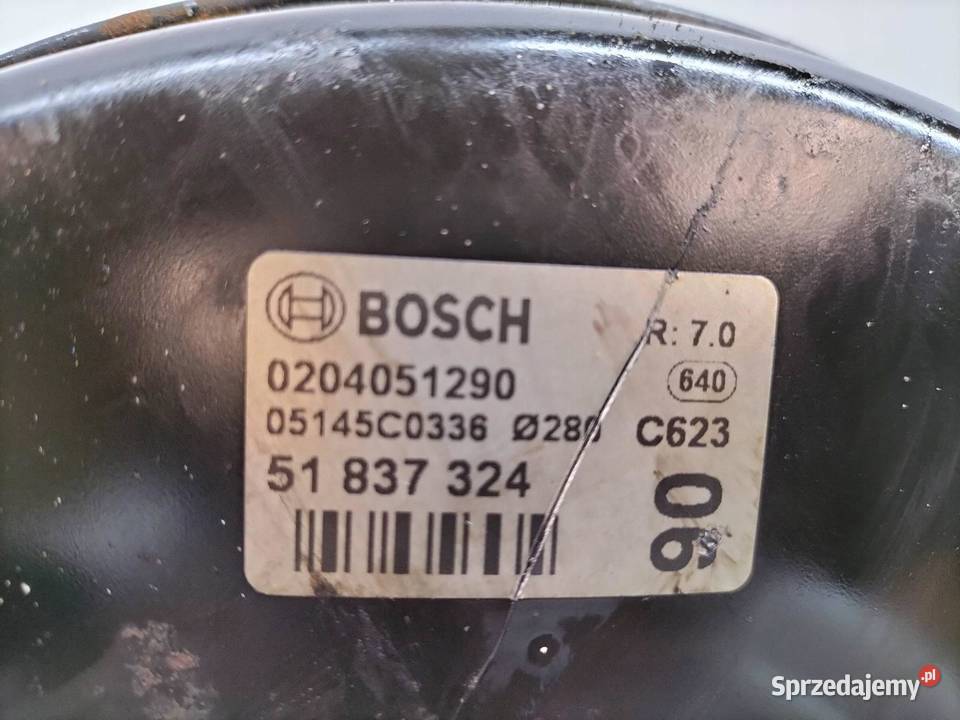 BOSCH
R: 7.0
0204051290
640
05145C0336 Ø280
C623
51 837 324
90
Sprzedajemy.pl